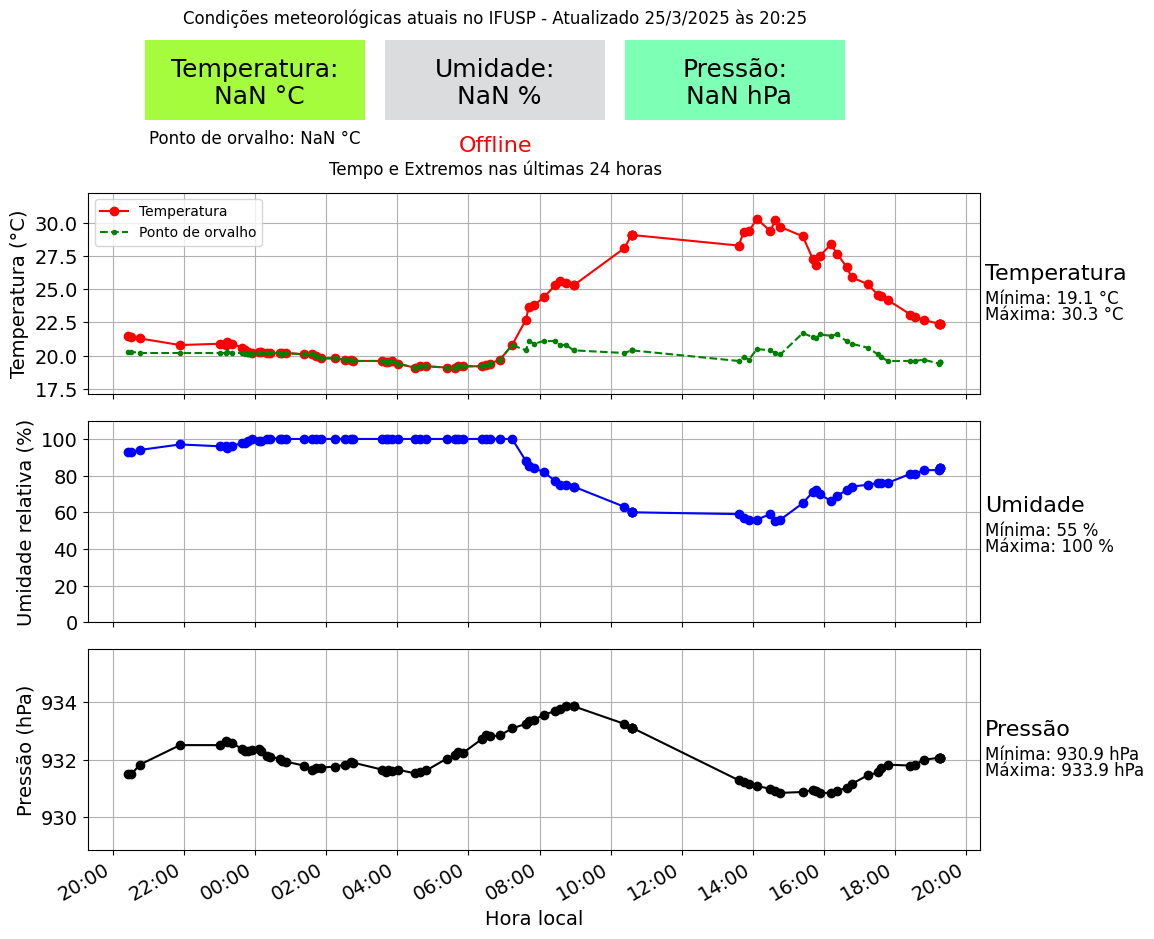 Condições meteorológicas atuais no IFUSP - Atualizado 25/3/2025 às 20:25
Temperatura:
NaN °C
Umidade:
NaN %
Pressão:
NaN hPa
Ponto de orvalho: NaN °C
Offline
Tempo e Extremos nas últimas 24 horas
Temperatura (°C)
30.0
27.5
25.0
22.5
20.0
17.5
Temperatura
Ponto de orvalho
Temperatura
Mínima: 19.1 °C
Máxima: 30.3 °C
Umidade relativa (%)
100
80
60
40
20
0
Umidade
Mínima: 55 %
Máxima: 100 %
Pressão (hPa)
934
932
930
Pressão
Mínima: 930.9 hPa
Máxima: 933.9 hPa
20:00
22:00
00:00
02:00
04:00
06:00
08:00
10:00
12:00
14:00
16:00
18:00
20:00
Hora local